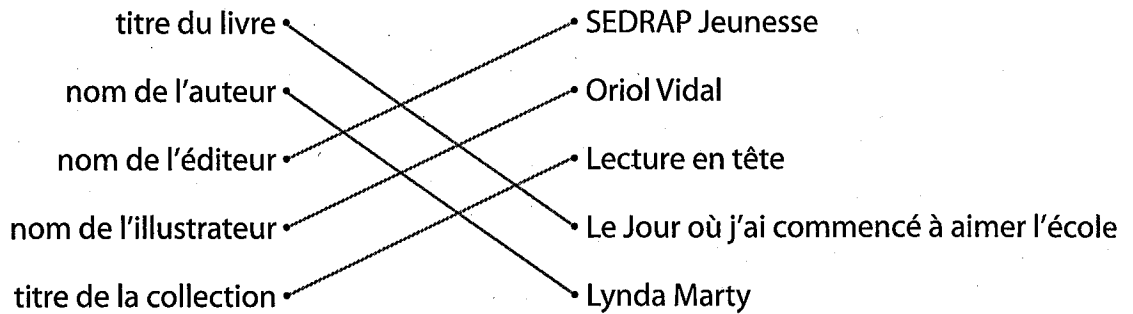 titre du livre • • SEDRAP Jeunesse
nom de l'auteur • • Oriol Vidal
nom de l'éditeur • • Lecture en tête
nom de l'illustrateur • • Le Jour où j'ai commencé à aimer l'école
titre de la collection • • Lynda Marty